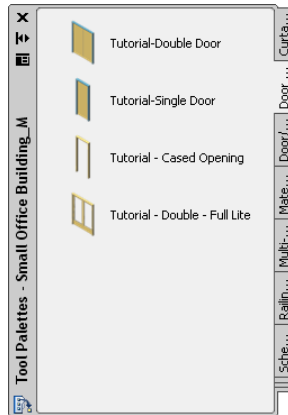 Tool Palettes - Small Office Building_M
Tutorial-Double Door
Tutorial-Single Door
Tutorial - Cased Opening
Tutorial - Double - Full Lite
Curta...
Door ...
Door/...
Mate...
Multi-...
Railin...
Sche...